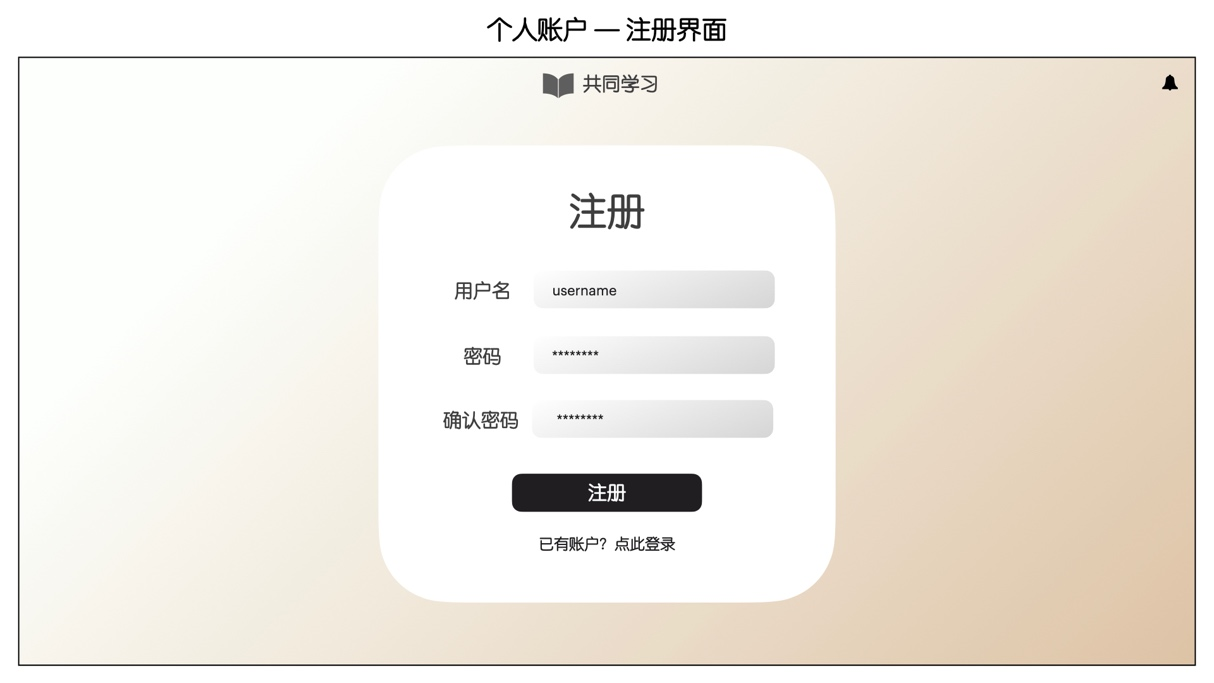 个人账户 — 注册界面
共同学习
注册
用户名 username
密码 ********
确认密码 ********
注册
已有账户？点此登录